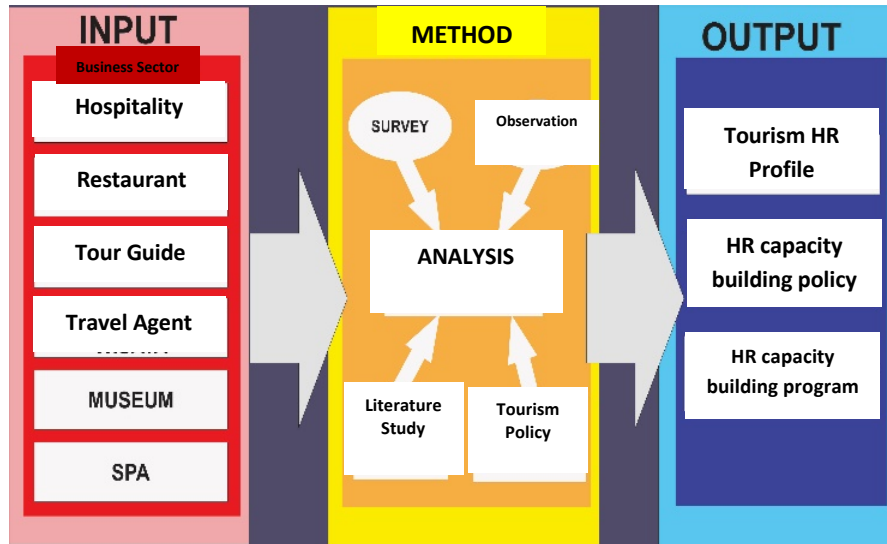 INPUT
Business Sector
Hospitality
Restaurant
Tour Guide
Travel Agent
MUSEUM
SPA
METHOD
SURVEY
Observation
ANALYSIS
Literature
Study
Tourism
Policy
OUTPUT
Tourism HR
Profile
HR capacity
building policy
HR capacity
building program